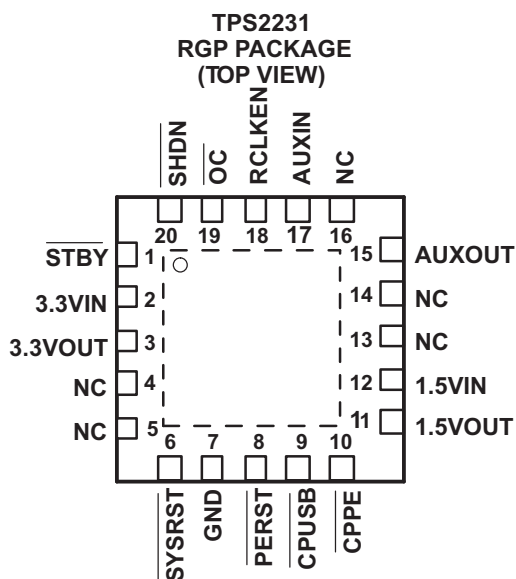 TPS2231
RGP PACKAGE
(TOP VIEW)
SHDN
OC
RCLKEN
AUXIN
NC
20 19 18 17 16
STBY 1
3.3VIN 2
3.3VOUT 3
NC 4
NC 5
15 AUXOUT
14 NC
13 NC
12 1.5VIN
11 1.5VOUT
6 7 8 9 10
SYSRST
GND
PERST
CPUSB
CPPE